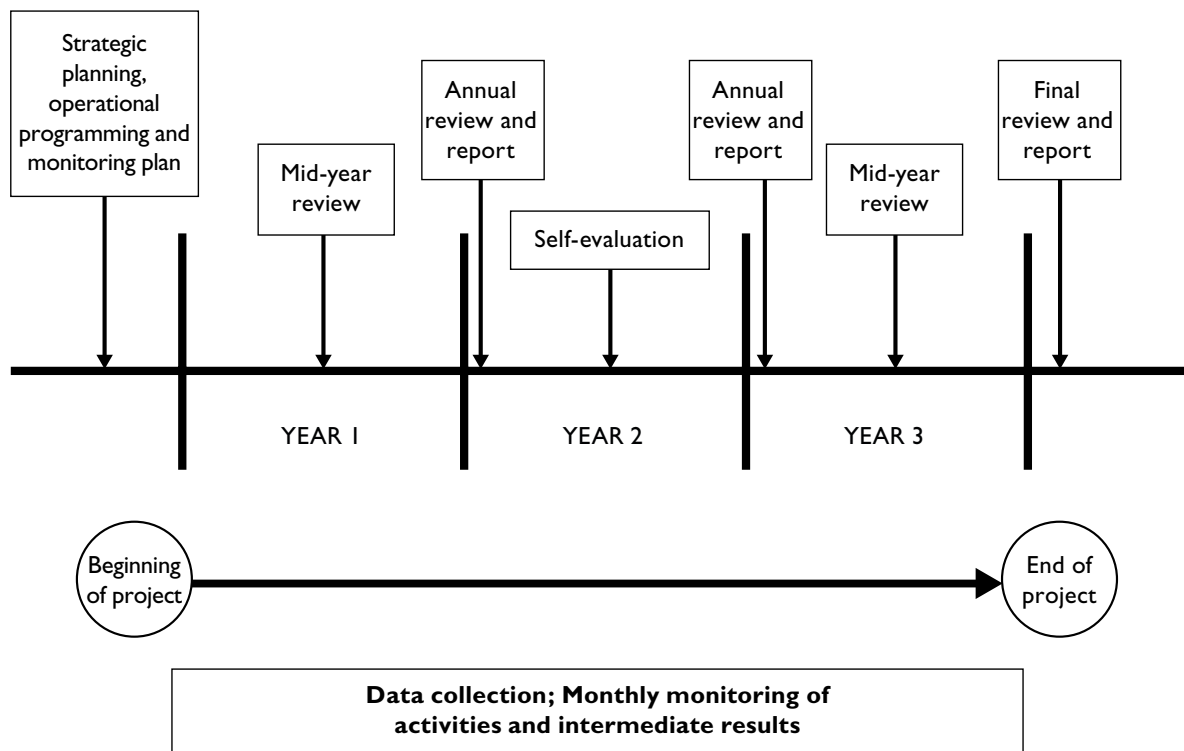 Strategic
planning,
operational
programming and
monitoring plan
Mid-year
review
Annual
review and
report
Self-evaluation
Annual
review and
report
Mid-year
review
Final
review and
report
YEAR 1
YEAR 2
YEAR 3
Beginning
of project
End of
project
Data collection; Monthly monitoring of
activities and intermediate results